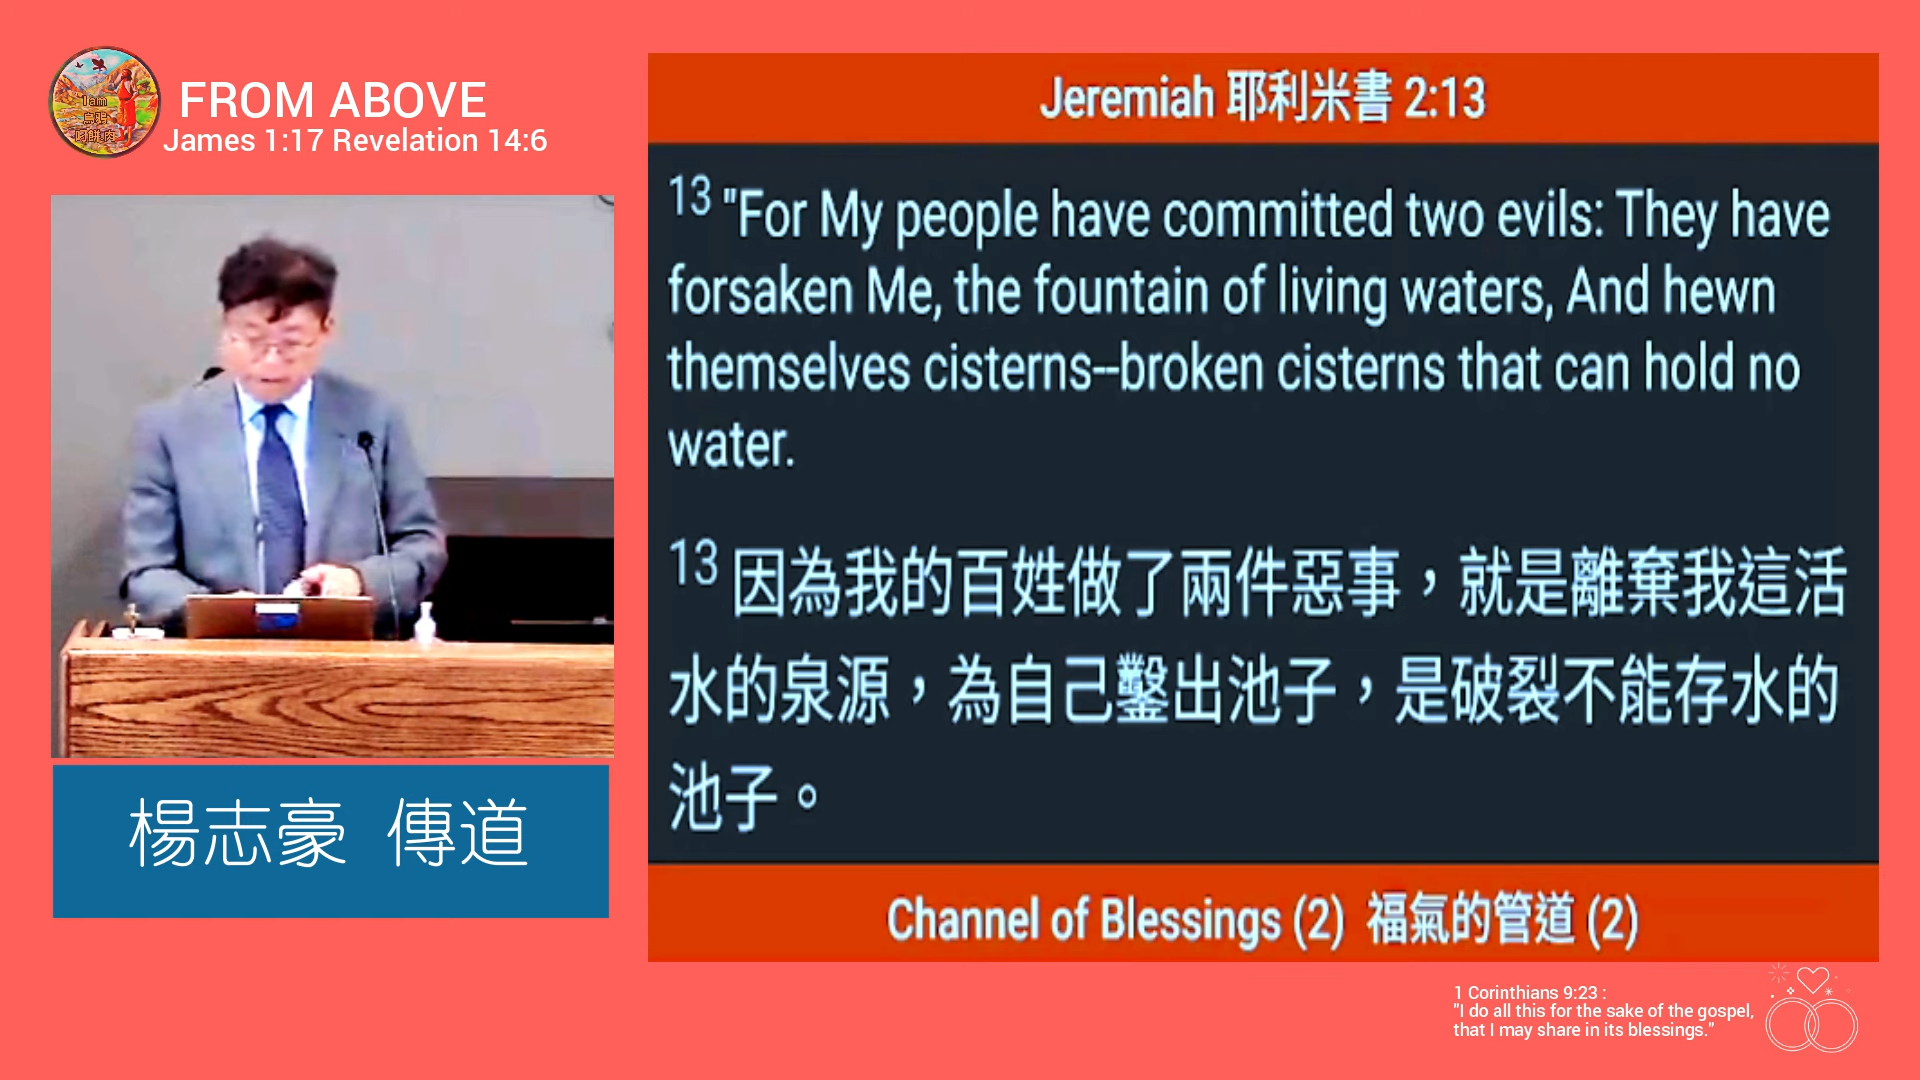 1am
烏鴉
叼餅肉
FROM ABOVE
James 1:17 Revelation 14:6
Jeremiah 耶利米書 2:13
13 "For My people have committed two evils: They have
forsaken Me, the fountain of living waters, And hewn
themselves cisterns--broken cisterns that can hold no
water.
13 因為我的百姓做了兩件惡事，就是離棄我這活
水的泉源，為自己鑿出池子，是破裂不能存水的
池子。
楊志豪 傳道
Channel of Blessings (2) 福氣的管道 (2)
1 Corinthians 9:23 :
"I do all this for the sake of the gospel,
that I may share in its blessings."